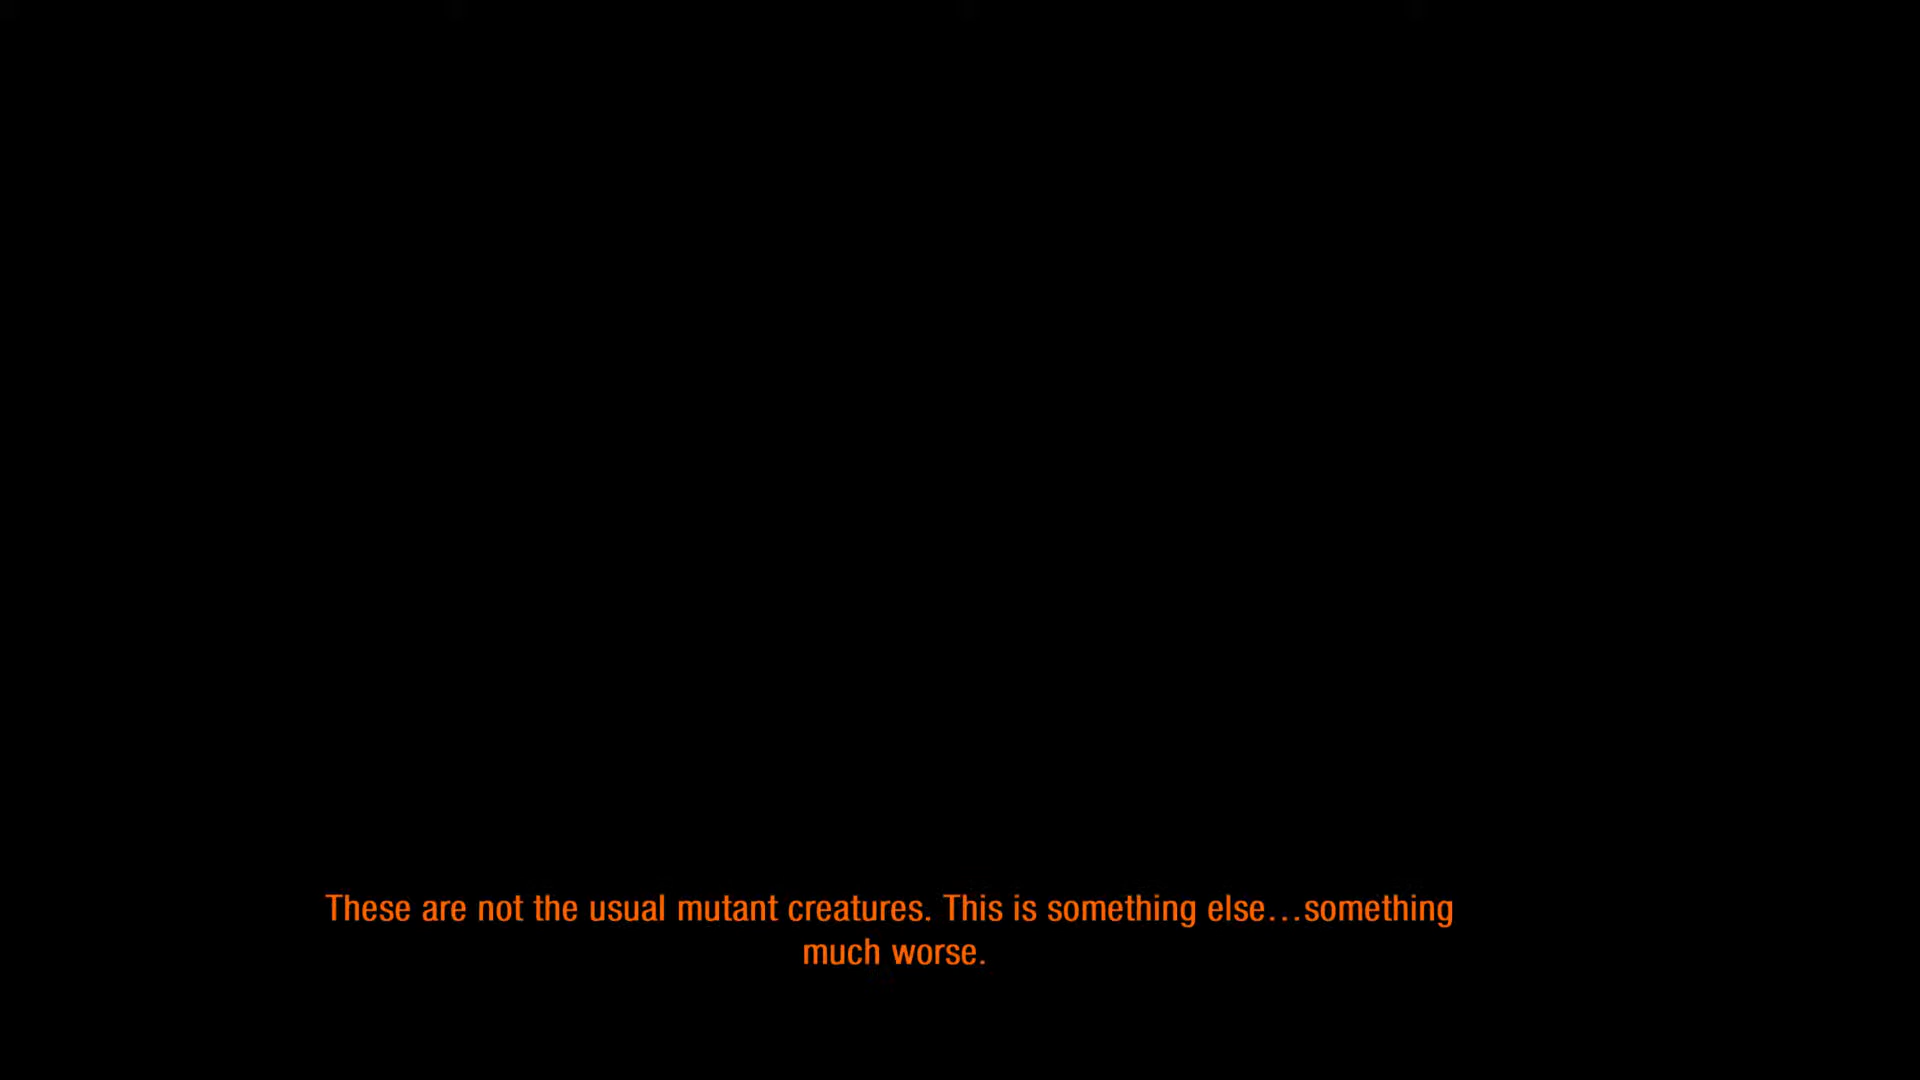 These are not the usual mutant creatures. This is something else…something
much worse.